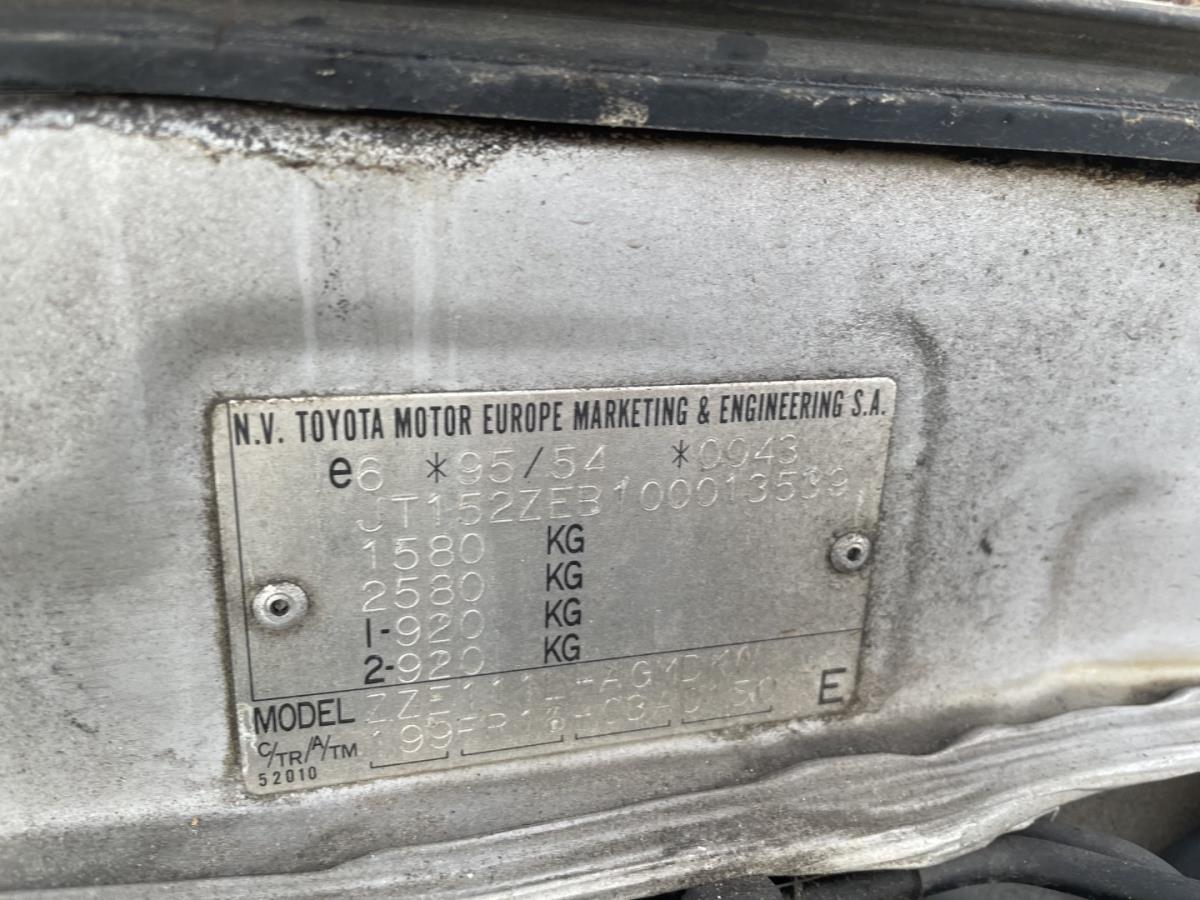 N.V. TOYOTA MOTOR EUROPE MARKETING & ENGINEERING S.A.
e6 *95/54 *0043
JT152ZEB100013539
1580 KG
2580 KG
1-920 KG
2-920 KG
MODEL
C/TR/A/TM 199
52010
E